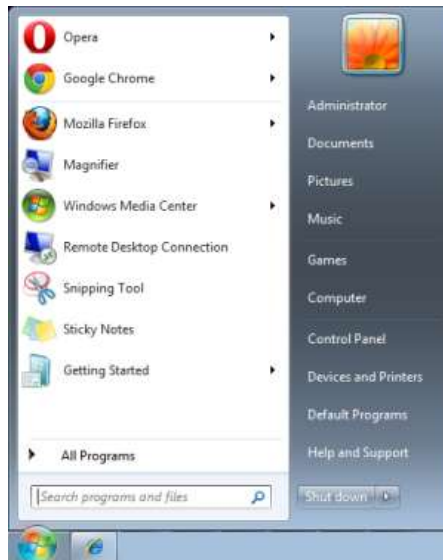 Opera
Google Chrome
Mozilla Firefox
Magnifier
Windows Media Center
Remote Desktop Connection
Snipping Tool
Sticky Notes
Getting Started
All Programs
Search programs and files
Administrator
Documents
Pictures
Music
Games
Computer
Control Panel
Devices and Printers
Default Programs
Help and Support
Shut down